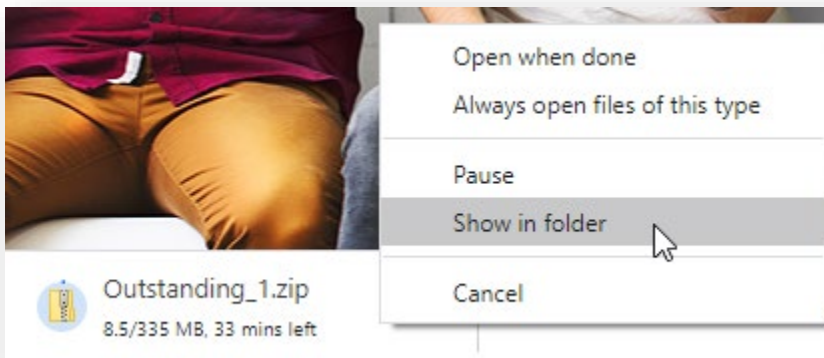 Open when done
Always open files of this type
Pause
Show in folder
Cancel
Outstanding_1.zip
8.5/335 MB, 33 mins left